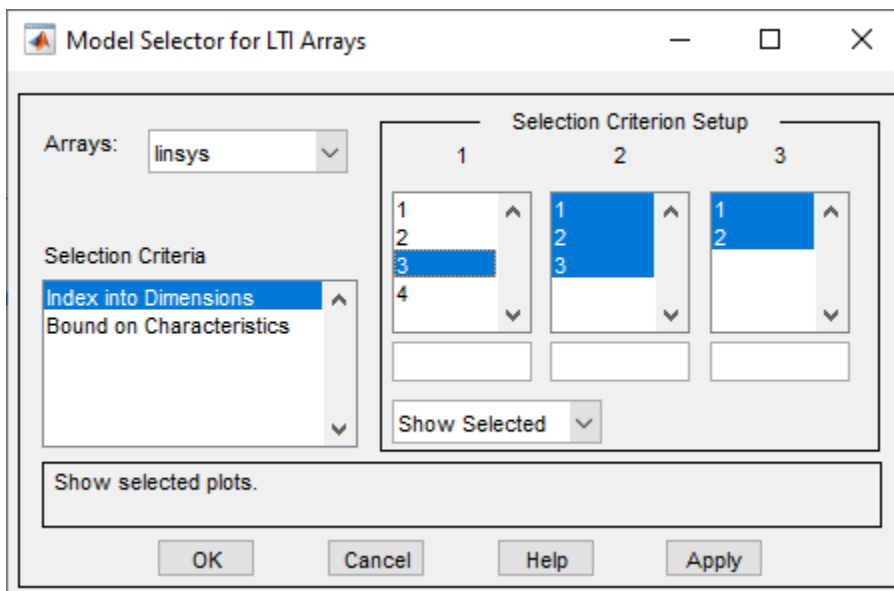 Model Selector for LTI Arrays
Arrays:
linsys
Selection Criteria
Index into Dimensions
Bound on Characteristics
Selection Criterion Setup
1 2 3
1
2
3
4
1
2
3
1
2
Show Selected
Show selected plots.
OK Cancel Help Apply